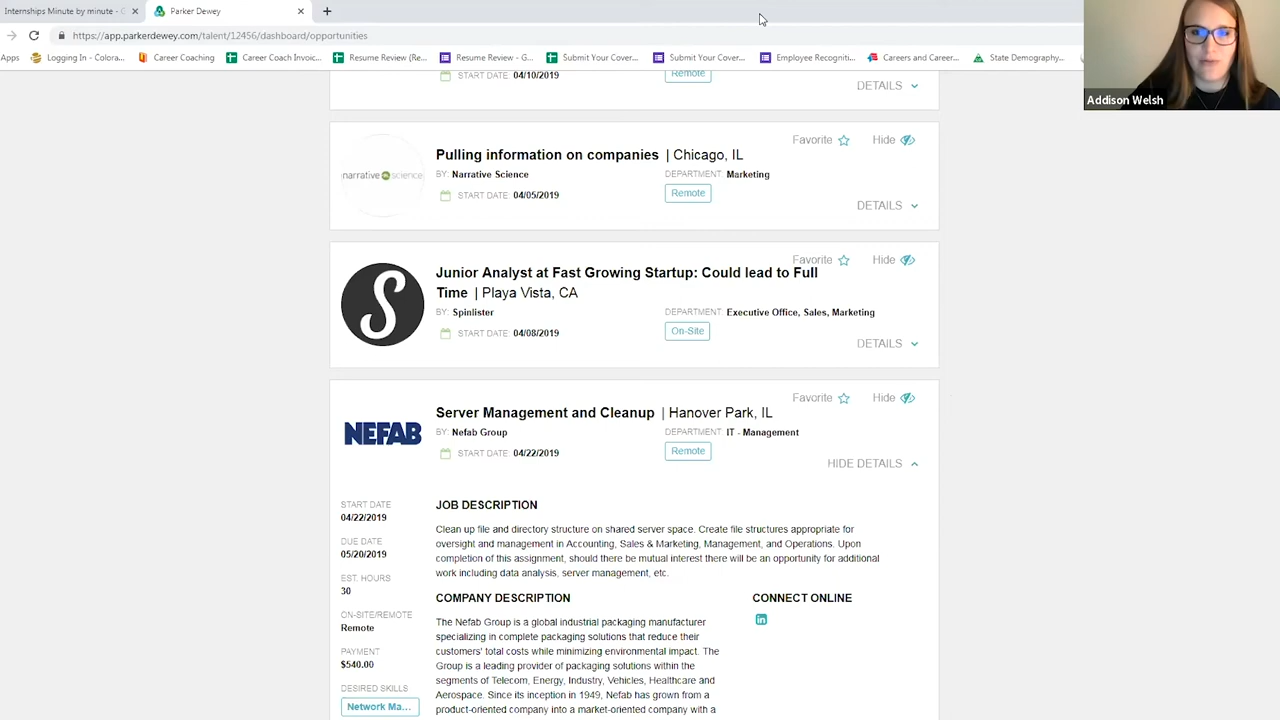 Internships Minute by minute - G
Parker Dewey
https://app.parkerdewey.com/talent/12456/dashboard/opportunities
Apps
Logging In - Colora...
Career Coaching
Career Coach Invoic...
Resume Review (Re...
Resume Review - G...
Submit Your Cover...
Submit Your Cover...
Employee Recogniti...
Careers and Career...
State Demography...
Addison Welsh
START DATE: 04/10/2019
Remote
DETAILS
Favorite
Hide
narrative science
Pulling information on companies | Chicago, IL
BY: Narrative Science
DEPARTMENT: Marketing
START DATE: 04/05/2019
Remote
DETAILS
Favorite
Hide
S
Junior Analyst at Fast Growing Startup: Could lead to Full
Time | Playa Vista, CA
BY: Spinlister
DEPARTMENT: Executive Office, Sales, Marketing
START DATE: 04/08/2019
On-Site
DETAILS
Favorite
Hide
NEFAB
Server Management and Cleanup | Hanover Park, IL
BY: Nefab Group
DEPARTMENT: IT - Management
START DATE: 04/22/2019
Remote
HIDE DETAILS
START DATE
04/22/2019
DUE DATE
05/20/2019
EST. HOURS
30
ON-SITE/REMOTE
Remote
PAYMENT
$540.00
DESIRED SKILLS
Network Ma...
JOB DESCRIPTION
Clean up file and directory structure on shared server space. Create file structures appropriate for
oversight and management in Accounting, Sales & Marketing, Management, and Operations. Upon
completion of this assignment, should there be mutual interest there will be an opportunity for additional
work including data analysis, server management, etc.
COMPANY DESCRIPTION
The Nefab Group is a global industrial packaging manufacturer
specializing in complete packaging solutions that reduce their
customers' total costs while minimizing environmental impact. The
Group is a leading provider of packaging solutions within the
segments of Telecom, Energy, Industry, Vehicles, Healthcare and
Aerospace. Since its inception in 1949, Nefab has grown from a
product-oriented company into a market-oriented company with a
CONNECT ONLINE
in